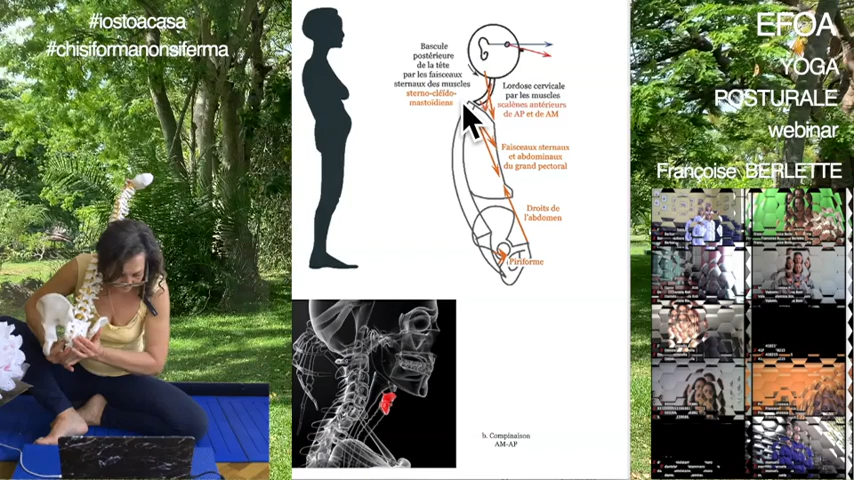 #iostoacasa
#chisiformanonsiferma
Bascule
postérieure
de la tête
par les faisceaux
sternaux des muscles
sterno-cléido-
mastoïdiens
Lordose cervicale
par les muscles
scalènes antérieurs
de AP et de AM
Faisceaux sternaux
et abdominaux
du grand pectoral
Droits de
l'abdomen
Piriforme
b. Compinaison
AM-AP
EFOA
YOGA
POSTURALE
webinar
Françoise BERLETTE